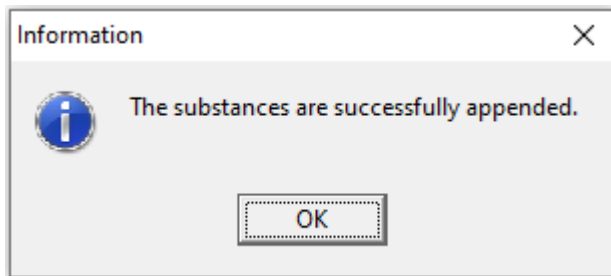 Information
The substances are successfully appended.
OK